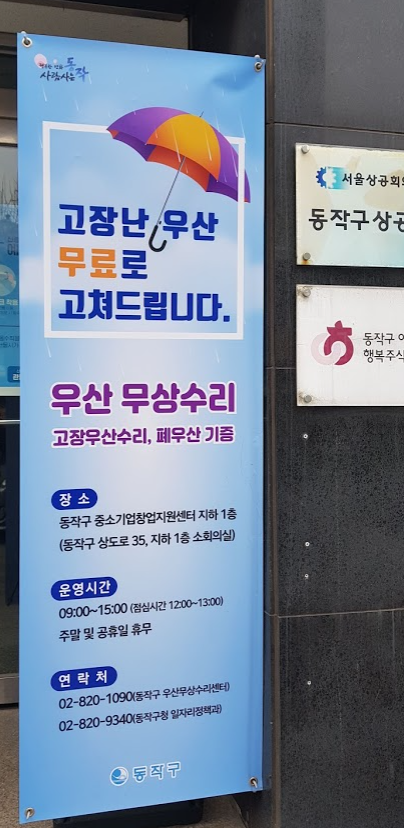 사람사는 동작
고장난 우산
무료로
고쳐드립니다.
우산 무상수리
고장우산수리, 폐우산 기증
장 소
동작구 중소기업창업지원센터 지하 1층
(동작구 상도로 35, 지하 1층 소회의실)
운영시간
09:00~15:00 (점심시간 12:00~13:00)
주말 및 공휴일 휴무
연 락 처
02-820-1090(동작구 우산무상수리센터)
02-820-9340(동작구청 일자리정책과)
동작구
서울상공회의
동작구상공
동작구 어
행복주식